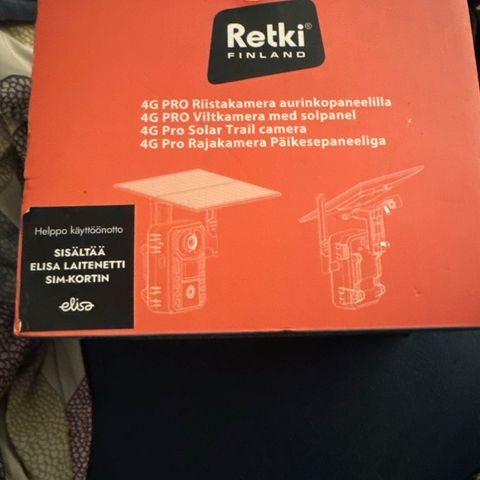 Retki®
FINLAND
4G PRO Riistakamera aurinkopaneelilla
4G PRO Viltkamera med solpanel
4G Pro Solar Trail camera
4G Pro Rajakamera Päikesepaneeliga
Helppo käyttöönotto
SISÄLTÄÄ
ELISA LAITENETTI
SIM-KORTIN
elisa